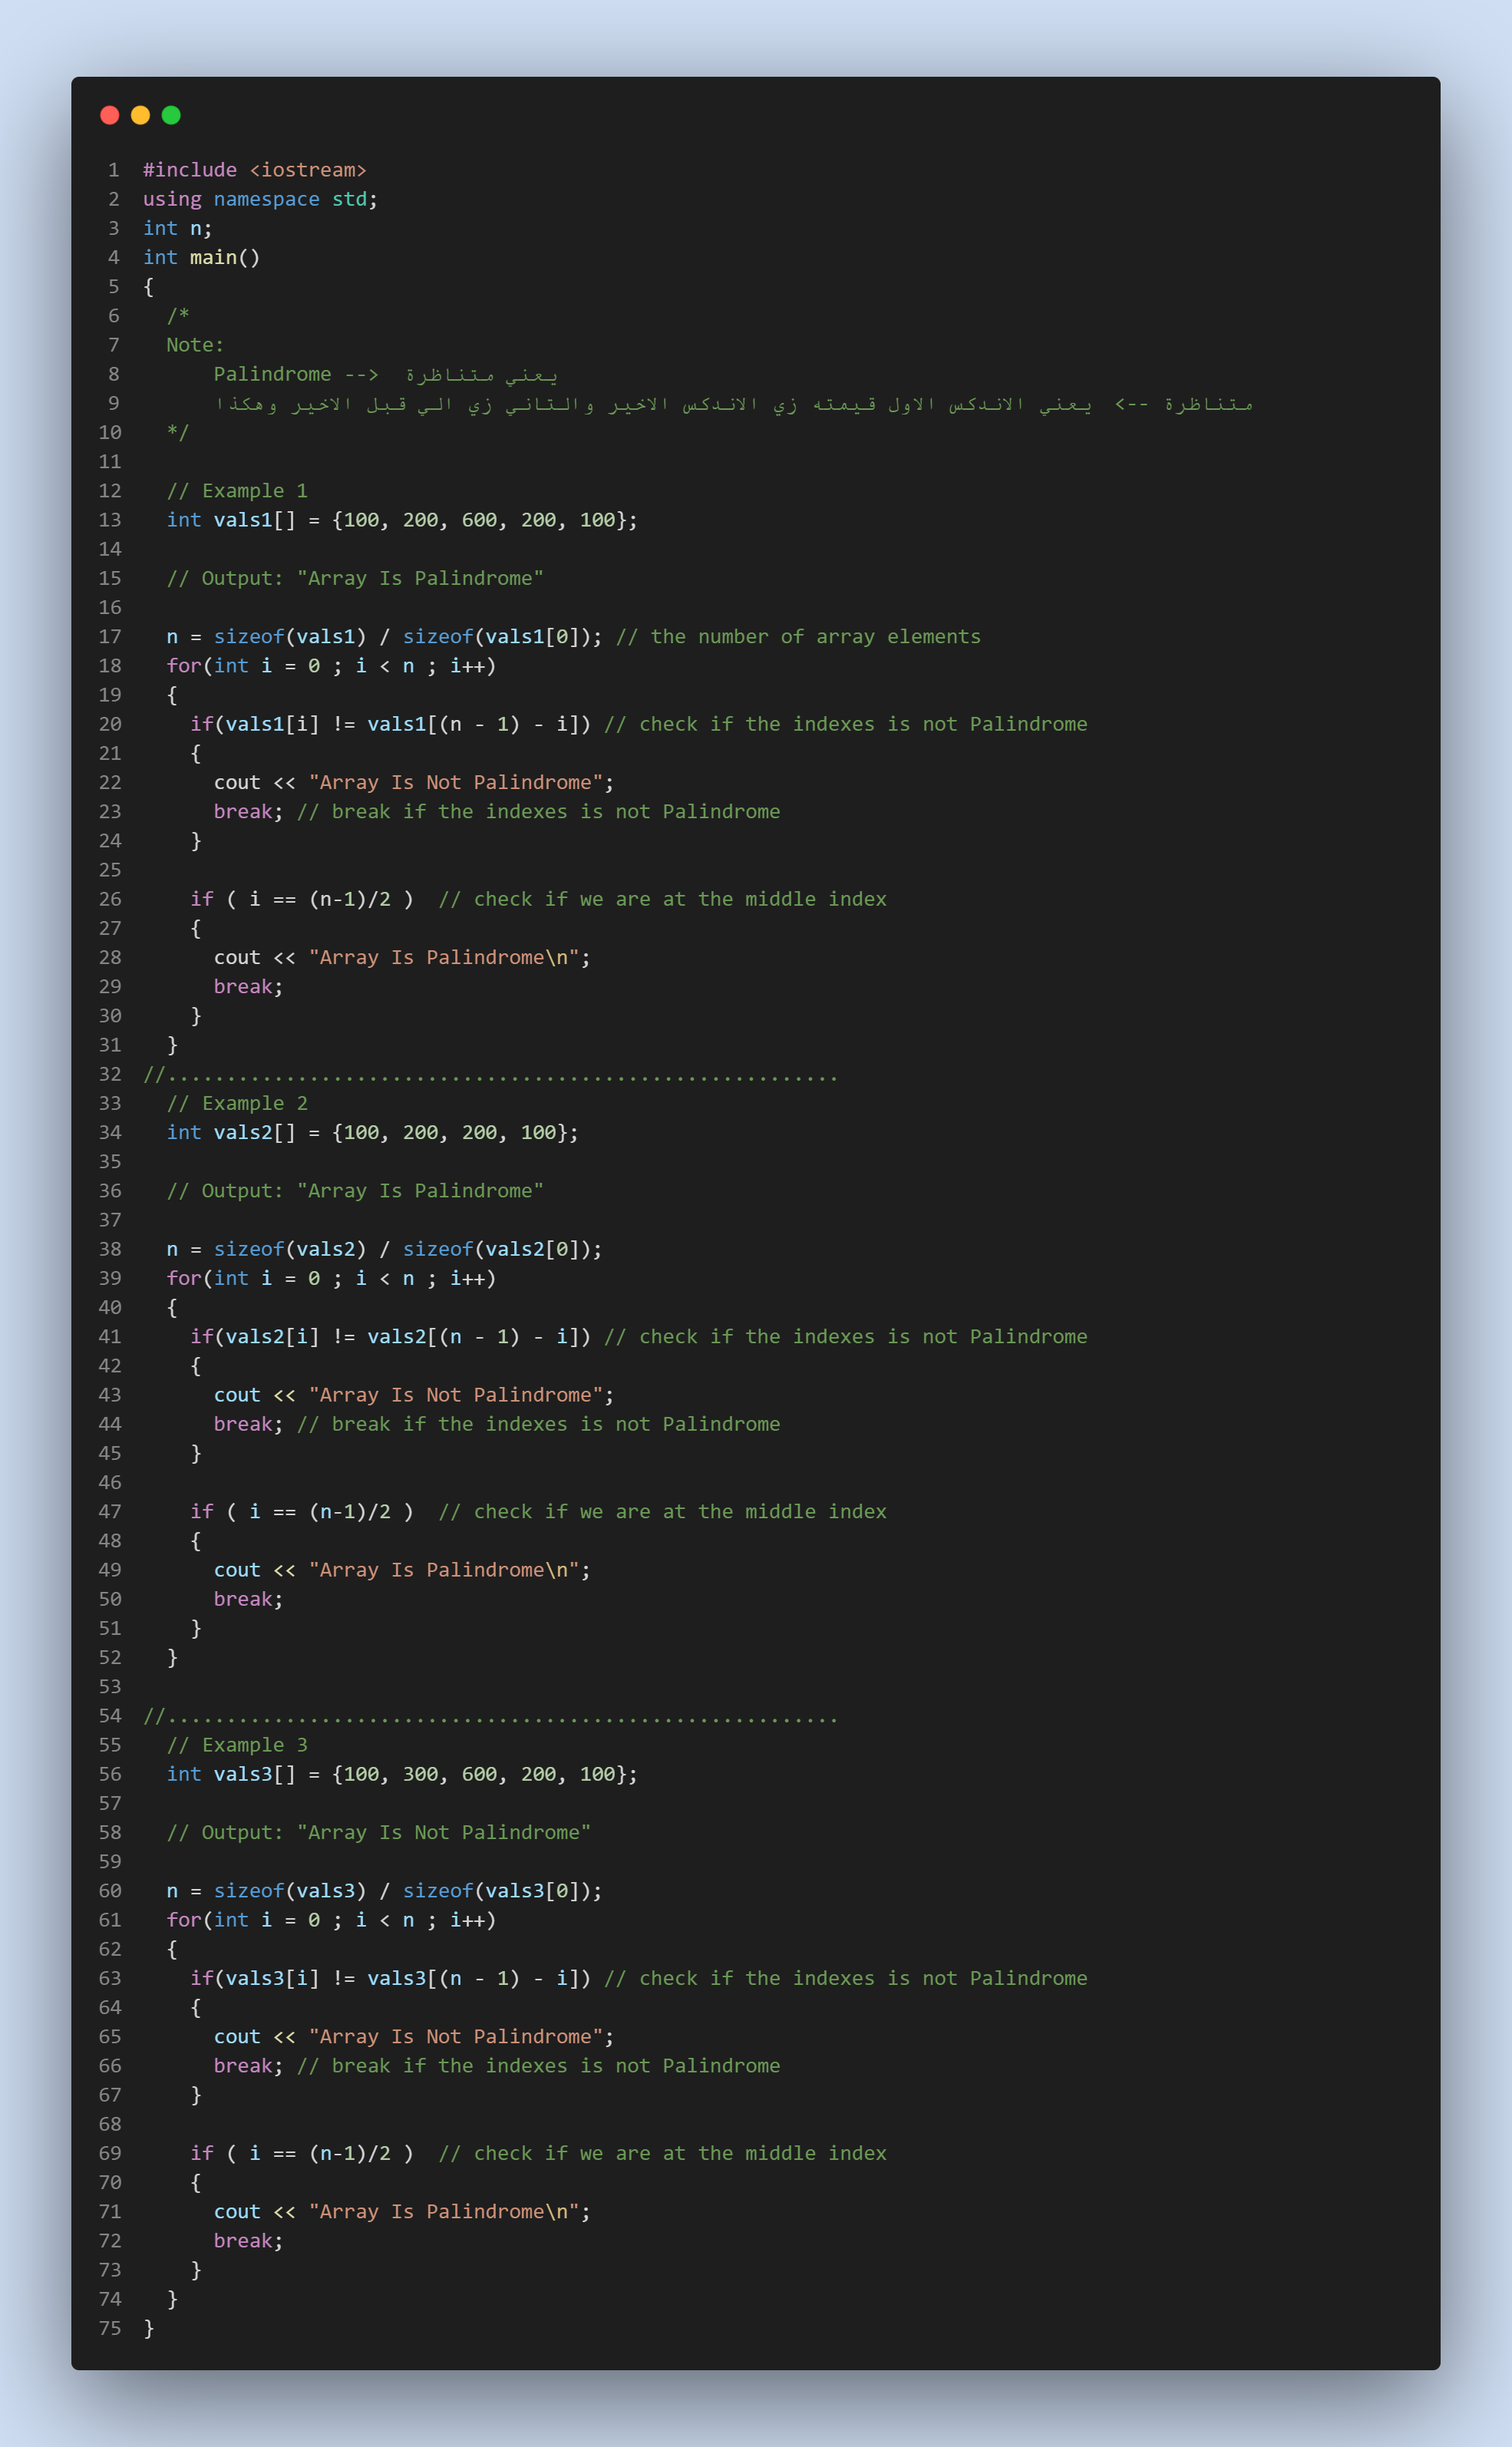 1 #include <iostream>
2 using namespace std;
3 int n;
4 int main()
5 {
6   /*
7   Note:
8       Palindrome --> يعني متناظرة
9       متناظرة --> يعني الاندكس الاول قيمته زي الاندكس الاخير والتاني زي الي قبل الاخير وهكذا
10   */
11
12   // Example 1
13   int vals1[] = {100, 200, 600, 200, 100};
14
15   // Output: "Array Is Palindrome"
16
17   n = sizeof(vals1) / sizeof(vals1[0]); // the number of array elements
18   for(int i = 0 ; i < n ; i++)
19   {
20     if(vals1[i] != vals1[(n - 1) - i]) // check if the indexes is not Palindrome
21     {
22       cout << "Array Is Not Palindrome";
23       break; // break if the indexes is not Palindrome
24     }
25
26     if ( i == (n-1)/2 )  // check if we are at the middle index
27     {
28       cout << "Array Is Palindrome\n";
29       break;
30     }
31   }
32 //.........................................................
33   // Example 2
34   int vals2[] = {100, 200, 200, 100};
35
36   // Output: "Array Is Palindrome"
37
38   n = sizeof(vals2) / sizeof(vals2[0]);
39   for(int i = 0 ; i < n ; i++)
40   {
41     if(vals2[i] != vals2[(n - 1) - i]) // check if the indexes is not Palindrome
42     {
43       cout << "Array Is Not Palindrome";
44       break; // break if the indexes is not Palindrome
45     }
46
47     if ( i == (n-1)/2 )  // check if we are at the middle index
48     {
49       cout << "Array Is Palindrome\n";
50       break;
51     }
52   }
53
54 //.........................................................
55   // Example 3
56   int vals3[] = {100, 300, 600, 200, 100};
57
58   // Output: "Array Is Not Palindrome"
59
60   n = sizeof(vals3) / sizeof(vals3[0]);
61   for(int i = 0 ; i < n ; i++)
62   {
63     if(vals3[i] != vals3[(n - 1) - i]) // check if the indexes is not Palindrome
64     {
65       cout << "Array Is Not Palindrome";
66       break; // break if the indexes is not Palindrome
67     }
68
69     if ( i == (n-1)/2 )  // check if we are at the middle index
70     {
71       cout << "Array Is Palindrome\n";
72       break;
73     }
74   }
75 }